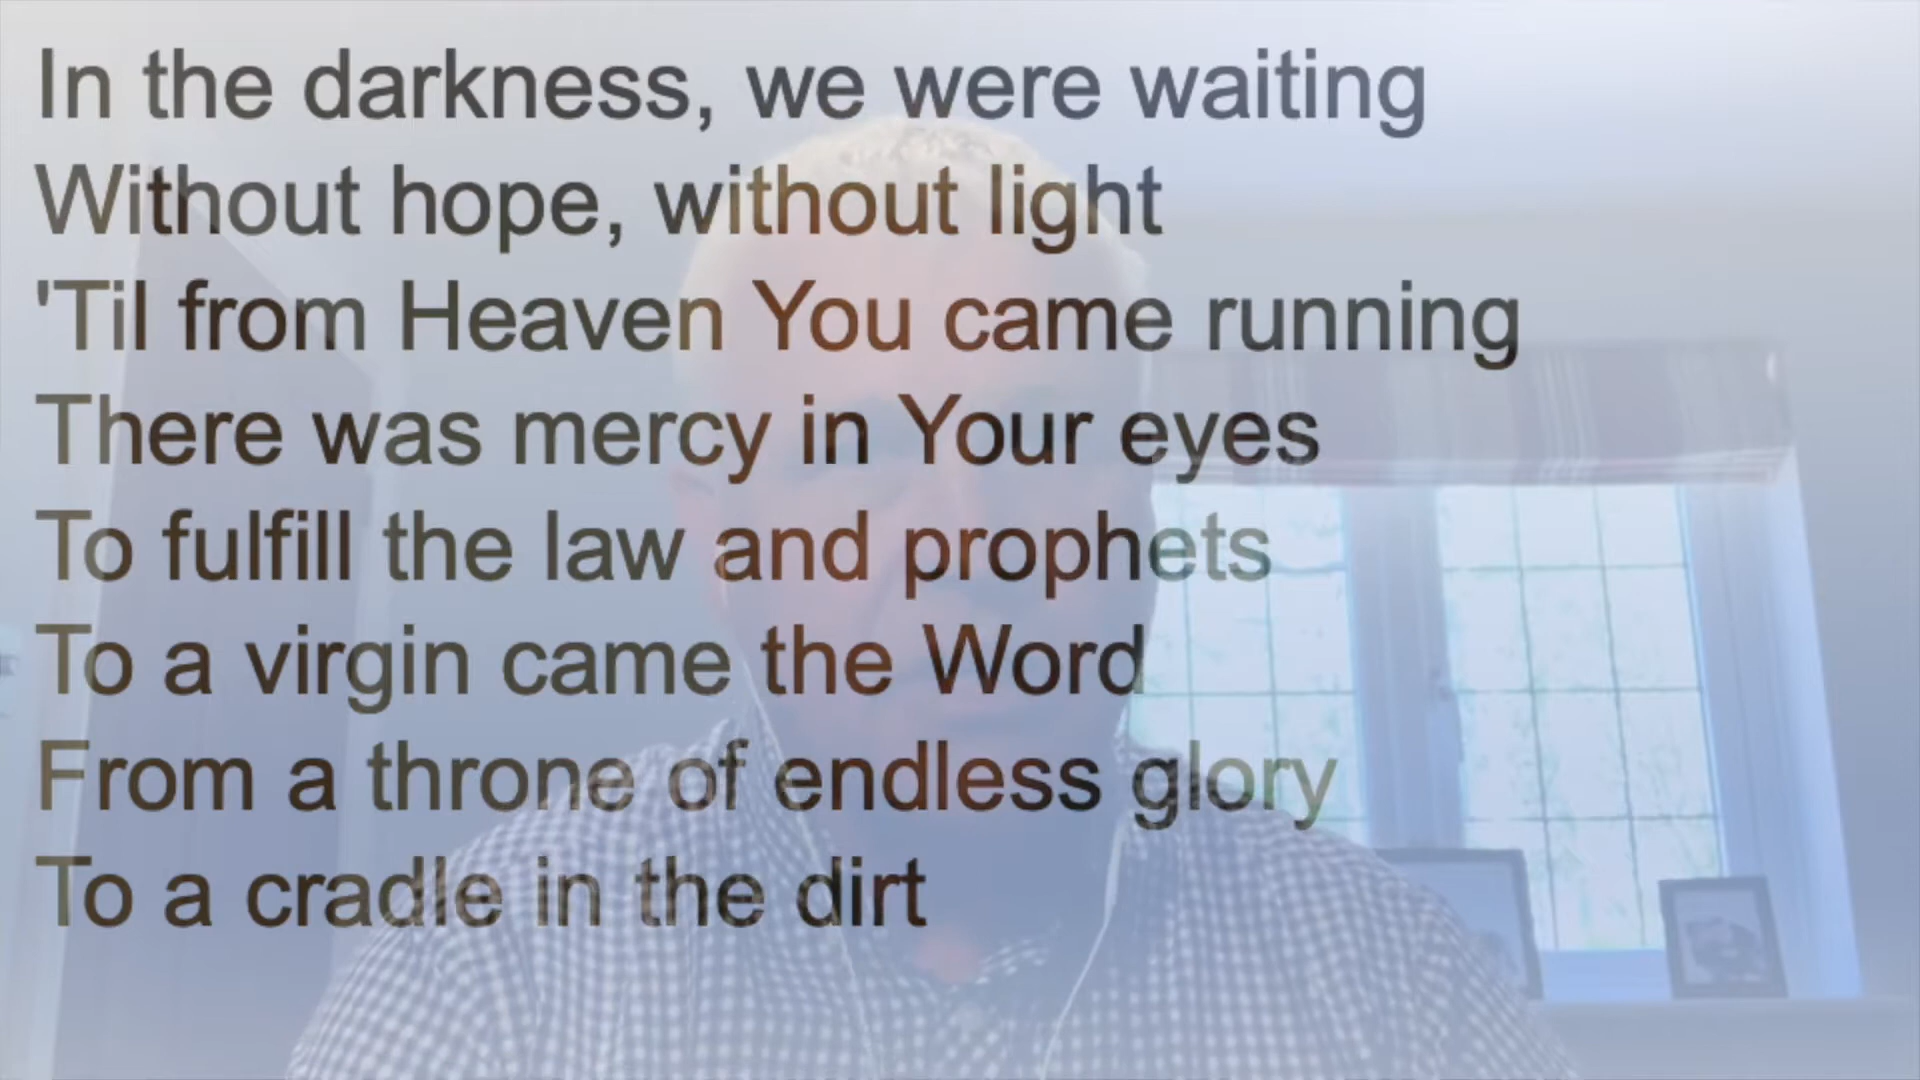 In the darkness, we were waiting
Without hope, without light
'Til from Heaven You came running
There was mercy in Your eyes
To fulfill the law and prophets
To a virgin came the Word
From a throne of endless glory
To a cradle in the dirt